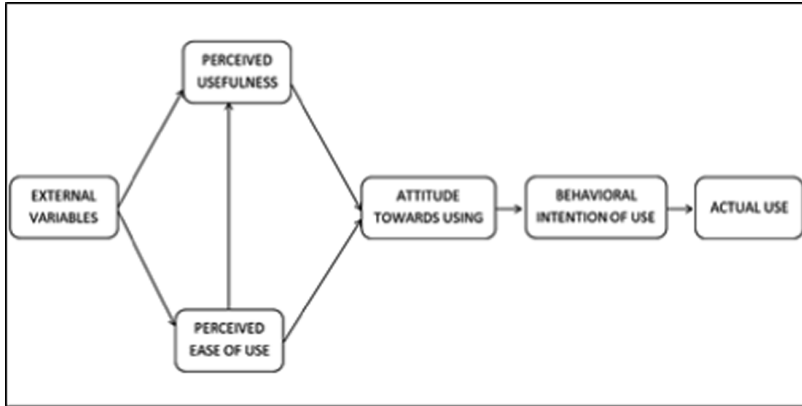 PERCEIVED
USEFULNESS
EXTERNAL
VARIABLES
ATTITUDE
TOWARDS USING
BEHAVIORAL
INTENTION OF USE
ACTUAL USE
PERCEIVED
EASE OF USE